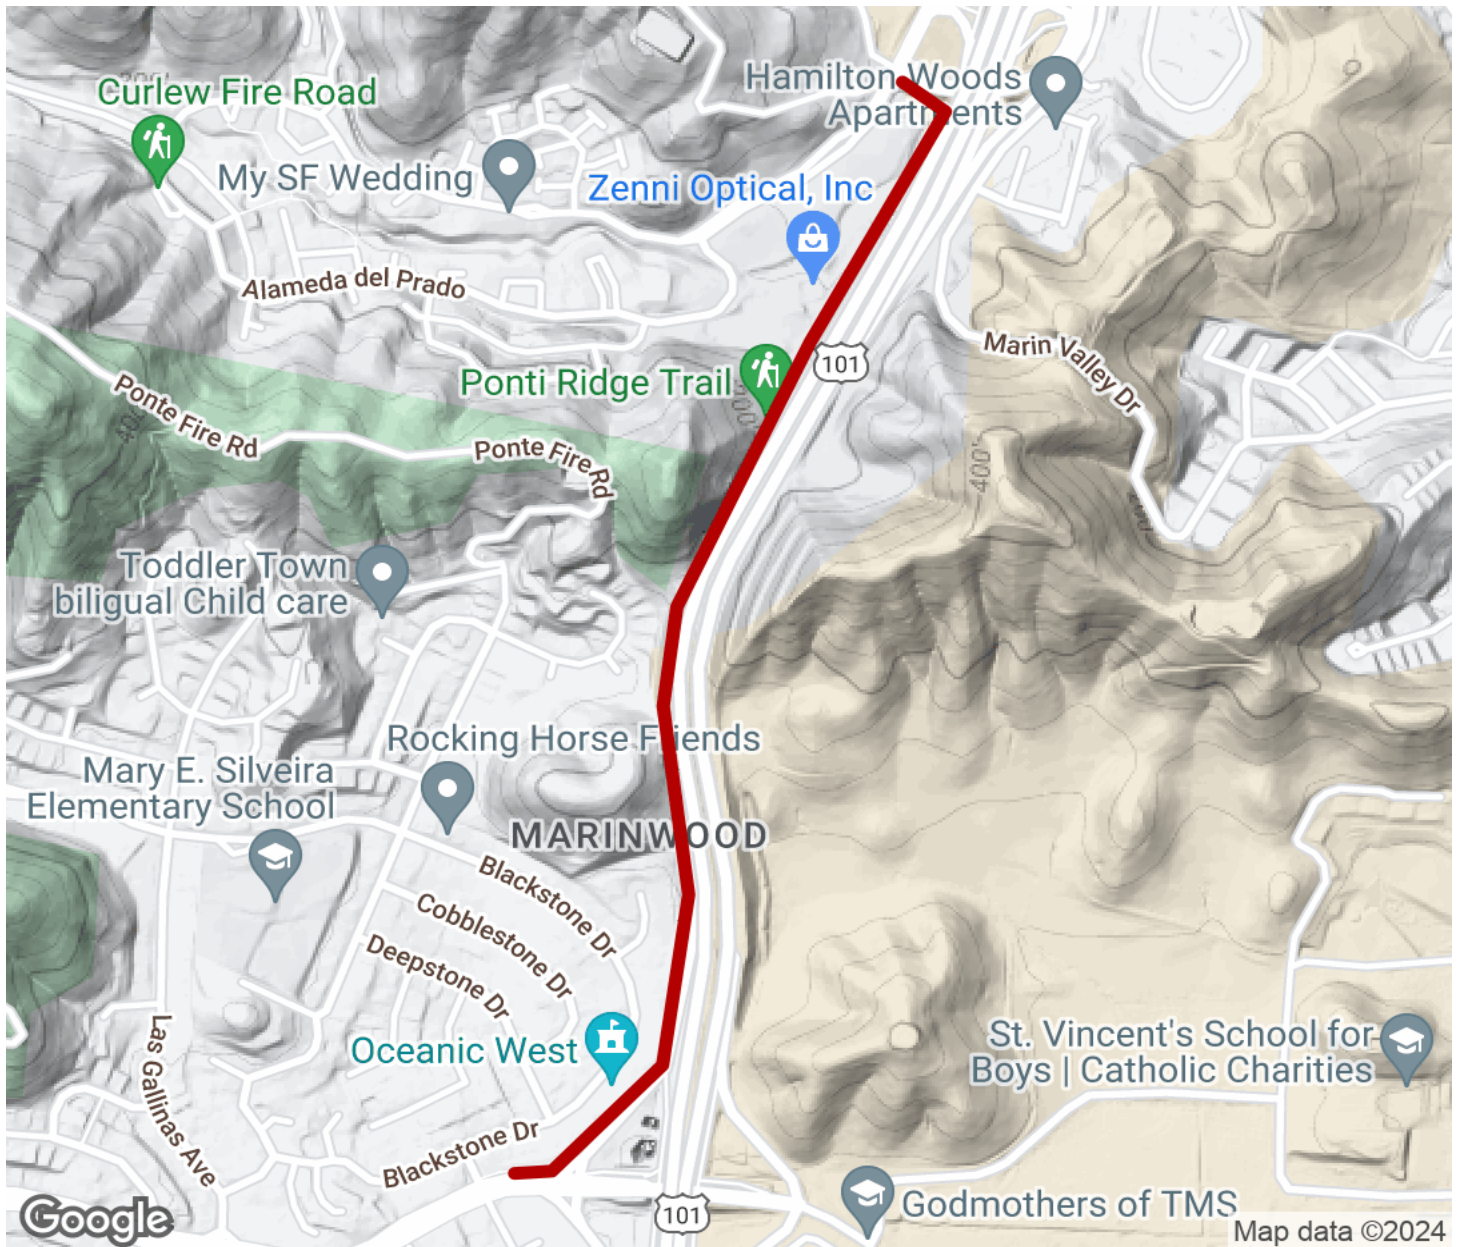 Hamilton Woods
Apartments
Curlew Fire Road
My SF Wedding
Zenni Optical, Inc
Alameda del Prado
Marin Valley Dr
101
Ponti Ridge Trail
Ponte Fire Rd
Ponte Fire Rd
400'
Toddler Town
biligual Child care
Rocking Horse Friends
Mary E. Silveira
Elementary School
MARINWOOD
Blackstone Dr
Cobblestone Dr
Deepstone Dr
Oceanic West
St. Vincent's School for
Boys | Catholic Charities
Las Gallinas Ave
Blackstone Dr
101
Godmothers of TMS
Google
Map data ©2024